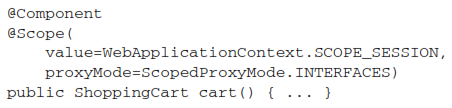 @Component
@Scope(
    value=WebApplicationContext.SCOPE_SESSION,
    proxyMode=ScopedProxyMode.INTERFACES)
public ShoppingCart cart() { ... }